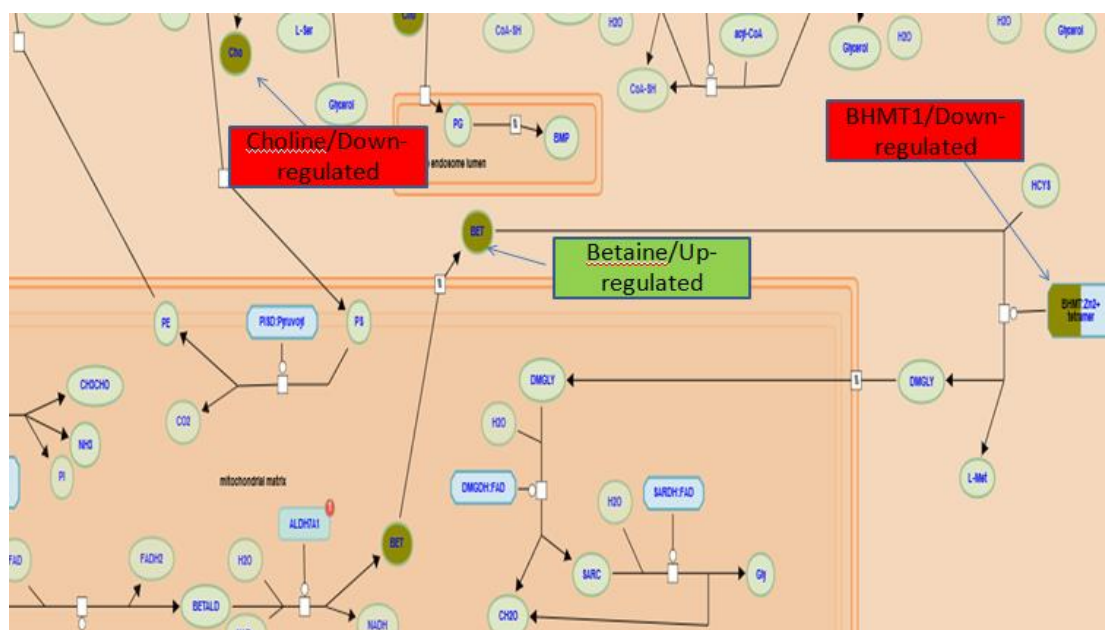 Cho
L-Ser
Cho
CoA-SH
H2O
acyl-CoA
Glycerol
H2O
H2O
Glycerol
Glycerol
CoA-SH
Choline/Down-
regulated
PG
BMP
endosome lumen
BHMT1/Down-
regulated
HCYS
BET
Betaine/Up-
regulated
BHMT:Zn2+
tetramer
PE
PISD:Pyruvoyl
PS
CO2
CH3CHO
NH3
Pi
DMGLY
DMGLY
H2O
mitochondrial matrix
DMGDH:FAD
H2O
SARDH:FAD
L-Met
ALDH7A1
FAD
FADH2
H2O
BET
BETALD
SARC
Gly
NADH
CH2O